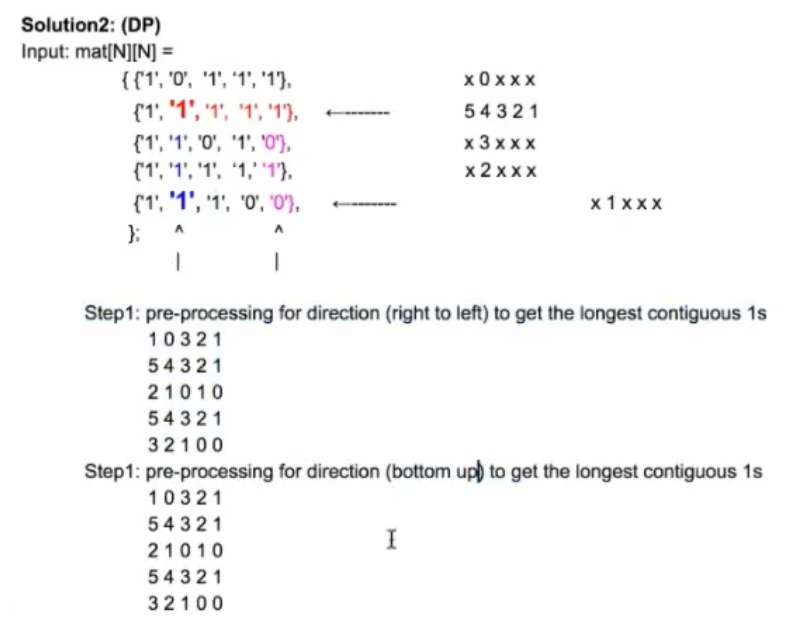 Solution2: (DP)
Input: mat[N][N] =
{ {'1', '0', '1', '1', '1'}, x 0 x x x
{'1', '1', '1', '1', '1'}, <-------- 5 4 3 2 1
{'1', '1', '0', '1', '0'}, x 3 x x x
{'1', '1', '1', '1,' '1'}, x 2 x x x
{'1', '1', '1', '0', '0'}, <-------- x 1 x x x
}; ^ ^
| |
Step1: pre-processing for direction (right to left) to get the longest contiguous 1s
1 0 3 2 1
5 4 3 2 1
2 1 0 1 0
5 4 3 2 1
3 2 1 0 0
Step1: pre-processing for direction (bottom up) to get the longest contiguous 1s
1 0 3 2 1
5 4 3 2 1
2 1 0 1 0
5 4 3 2 1
3 2 1 0 0